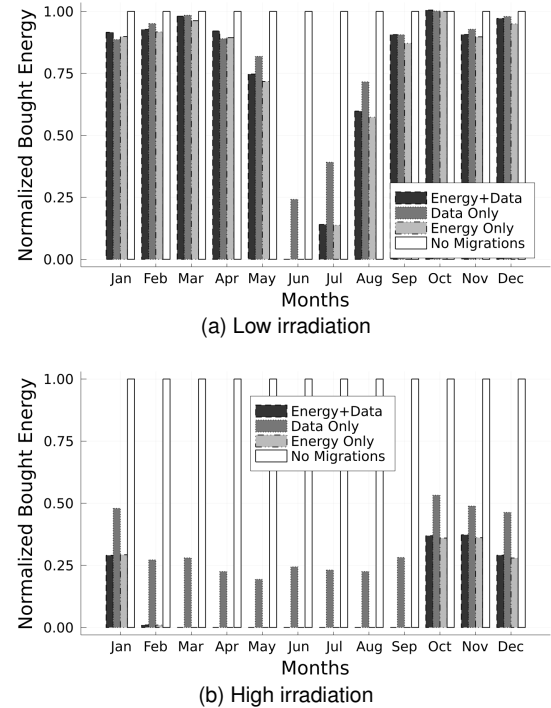 Normalized Bought Energy
1.00
0.75
0.50
0.25
0.00
Energy+Data
Data Only
Energy Only
No Migrations
Jan Feb Mar Apr May Jun Jul Aug Sep Oct Nov Dec
Months
(a) Low irradiation
Normalized Bought Energy
1.00
0.75
0.50
0.25
0.00
Energy+Data
Data Only
Energy Only
No Migrations
Jan Feb Mar Apr May Jun Jul Aug Sep Oct Nov Dec
Months
(b) High irradiation